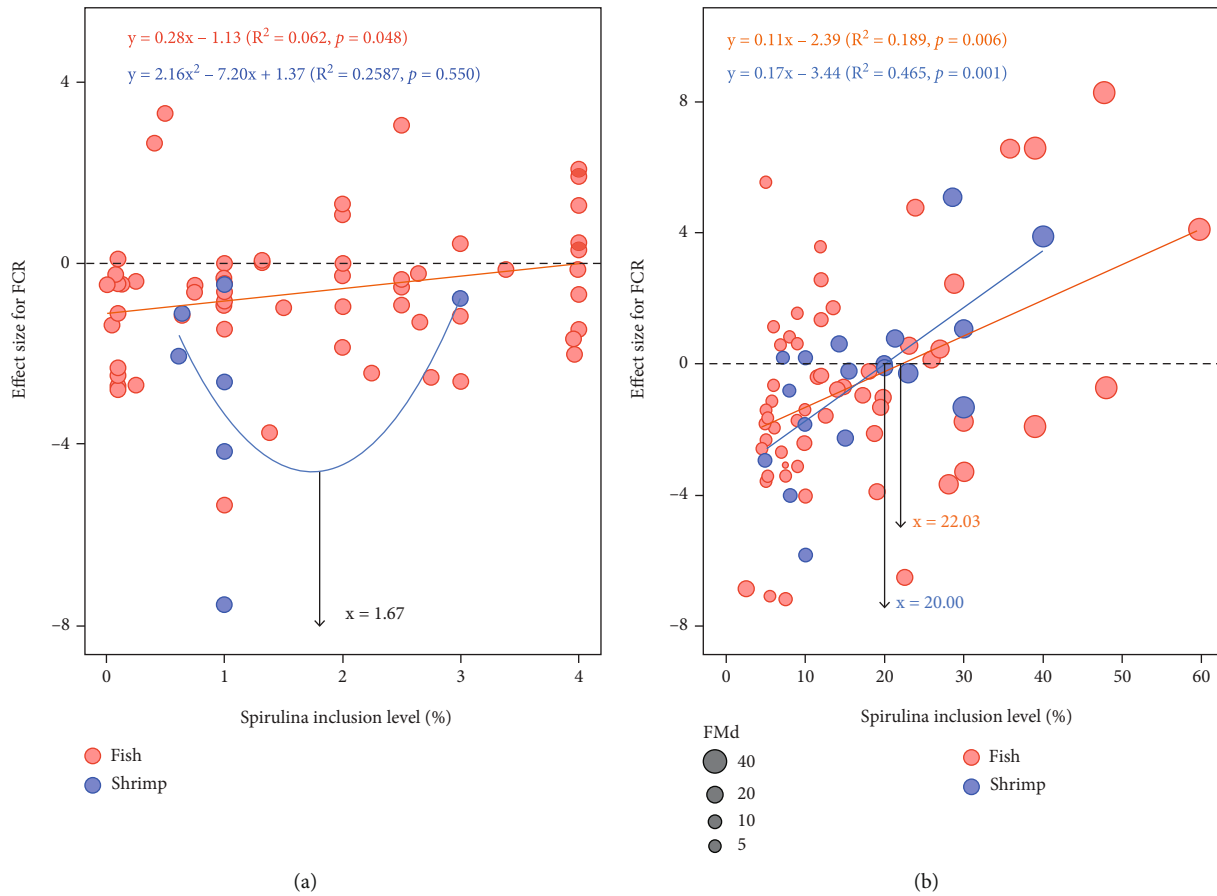 y = 0.28x – 1.13 (R² = 0.062, p = 0.048)
y = 2.16x² – 7.20x + 1.37 (R² = 0.2587, p = 0.550)
4
0
–4
–8
Effect size for FCR
x = 1.67
0 1 2 3 4
Spirulina inclusion level (%)
Fish
Shrimp
(a)
y = 0.11x – 2.39 (R² = 0.189, p = 0.006)
y = 0.17x – 3.44 (R² = 0.465, p = 0.001)
8
4
0
–4
–8
Effect size for FCR
x = 22.03
x = 20.00
0 10 20 30 40 50 60
Spirulina inclusion level (%)
FMd
40
20
10
5
Fish
Shrimp
(b)